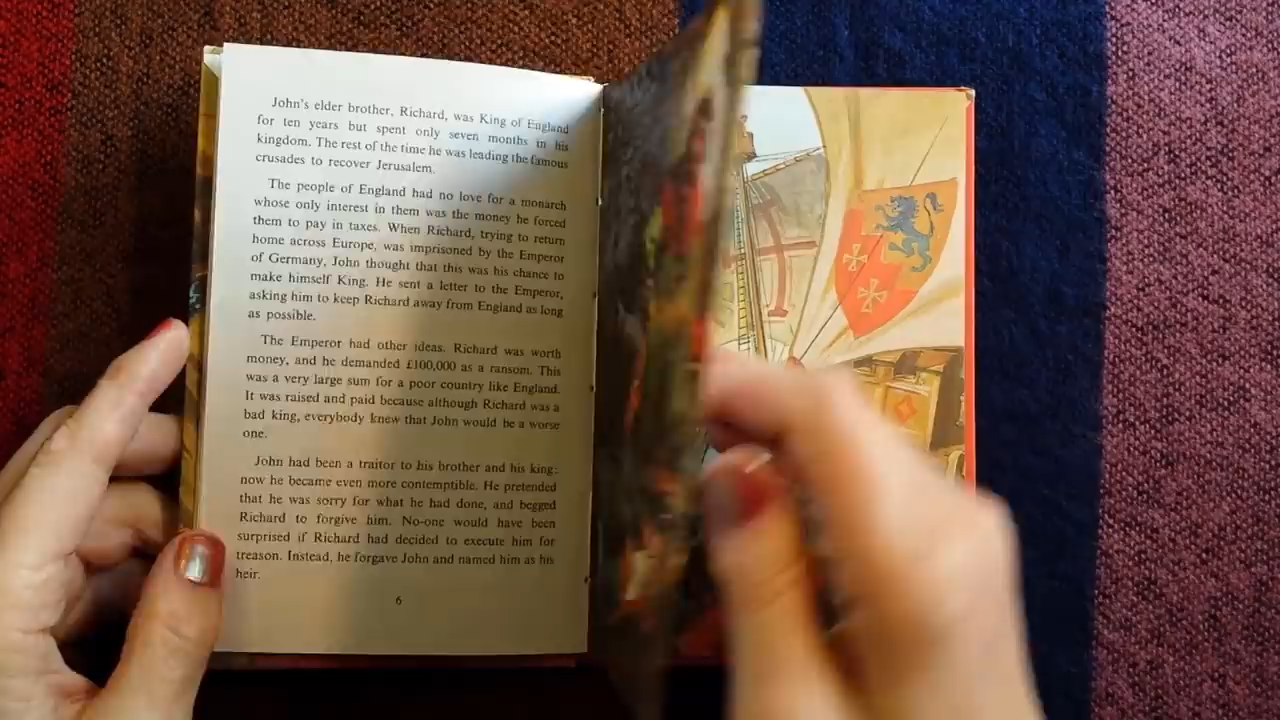 John's elder brother, Richard, was King of England
for ten years but spent only seven months in his
kingdom. The rest of the time he was leading the famous
crusades to recover Jerusalem.
The people of England had no love for a monarch
whose only interest in them was the money he forced
them to pay in taxes. When Richard, trying to return
home across Europe, was imprisoned by the Emperor
of Germany, John thought that this was his chance to
make himself King. He sent a letter to the Emperor,
asking him to keep Richard away from England as long
as possible.
The Emperor had other ideas. Richard was worth
money, and he demanded £100,000 as a ransom. This
was a very large sum for a poor country like England.
It was raised and paid because although Richard was a
bad king, everybody knew that John would be a worse
one.
John had been a traitor to his brother and his king:
now he became even more contemptible. He pretended
that he was sorry for what he had done, and begged
Richard to forgive him. No-one would have been
surprised if Richard had decided to execute him for
treason. Instead, he forgave John and named him as his
heir.
6